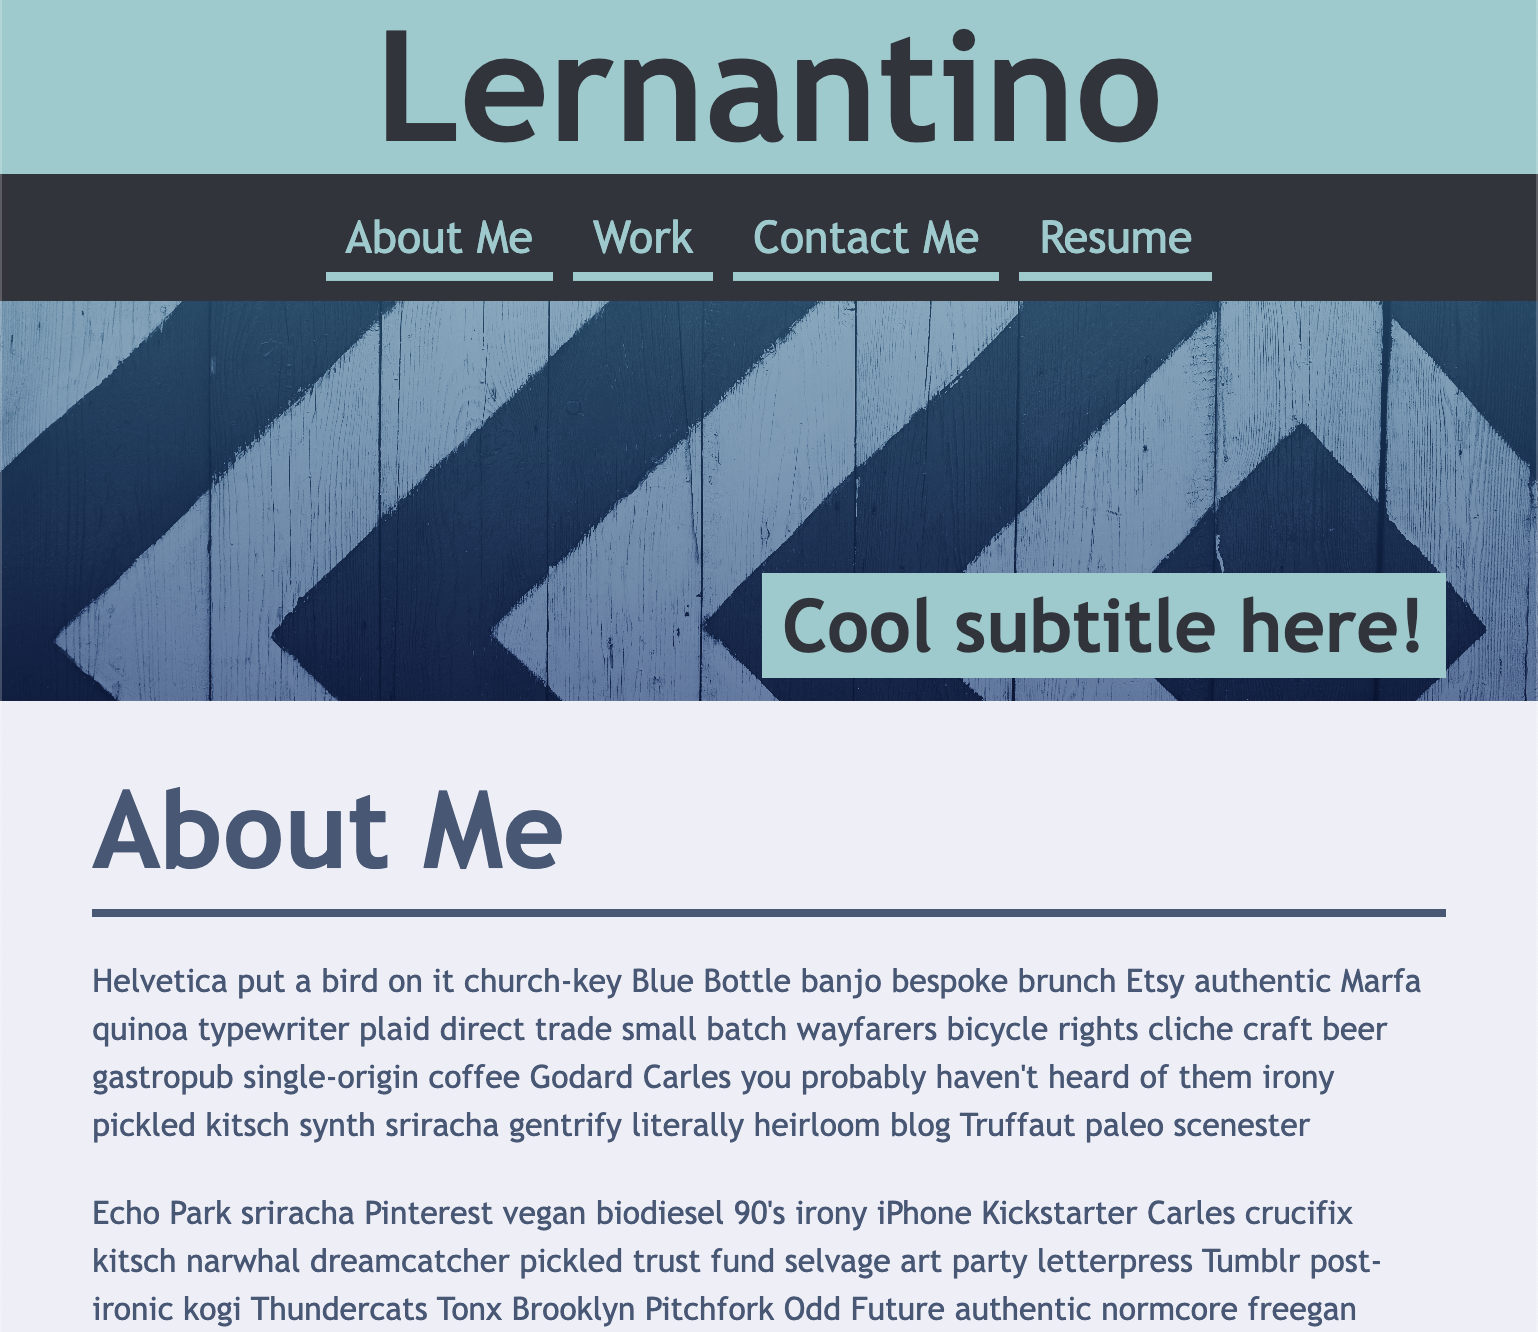 Lernantino
About Me Work Contact Me Resume
Cool subtitle here!
About Me
Helvetica put a bird on it church-key Blue Bottle banjo bespoke brunch Etsy authentic Marfa
quinoa typewriter plaid direct trade small batch wayfarers bicycle rights cliche craft beer
gastropub single-origin coffee Godard Carles you probably haven't heard of them irony
pickled kitsch synth sriracha gentrify literally heirloom blog Truffaut paleo scenester
Echo Park sriracha Pinterest vegan biodiesel 90's irony iPhone Kickstarter Carles crucifix
kitsch narwhal dreamcatcher pickled trust fund selvage art party letterpress Tumblr post-
ironic kogi Thundercats Tonx Brooklyn Pitchfork Odd Future authentic normcore freegan